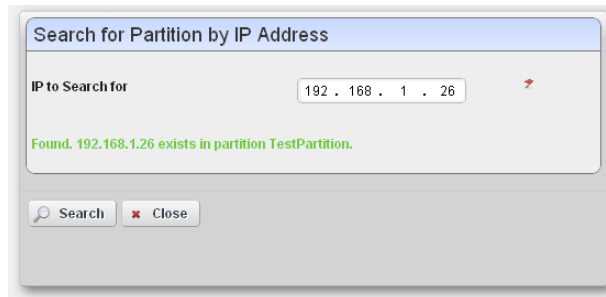 Search for Partition by IP Address
IP to Search for 192 . 168 . 1 . 26
Found. 192.168.1.26 exists in partition TestPartition.
Search Close